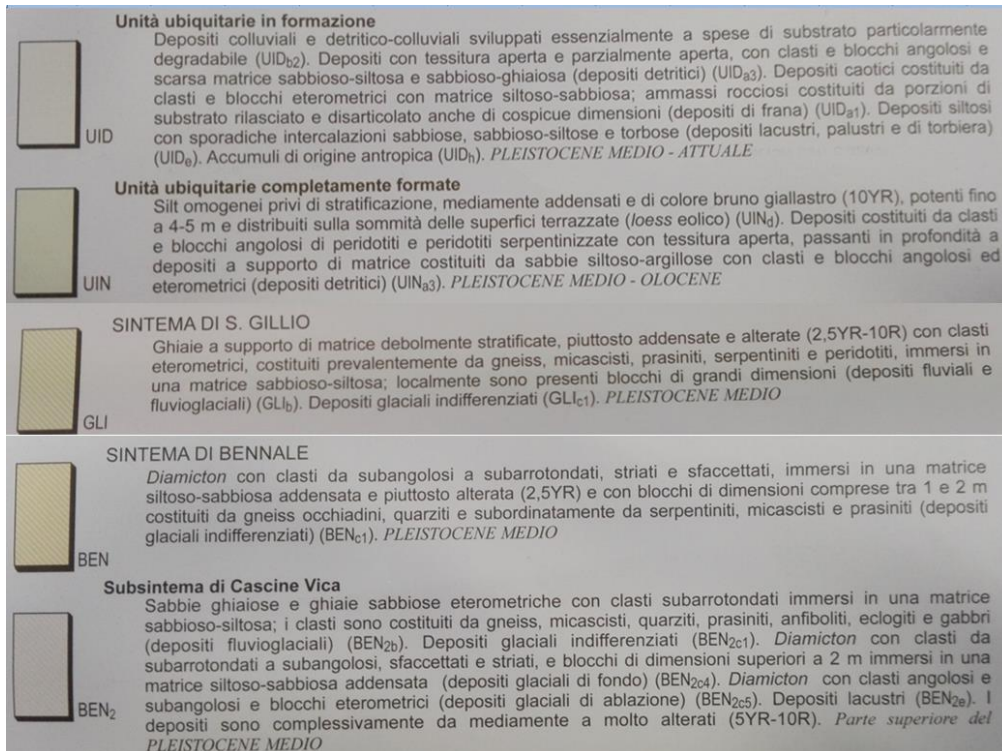 Unità ubiquitarie in formazione
Depositi colluviali e detritico-colluviali sviluppati essenzialmente a spese di substrato particolarmente
degradabile (UIDb2). Depositi con tessitura aperta e parzialmente aperta, con clasti e blocchi angolosi e
scarsa matrice sabbioso-siltosa e sabbioso-ghiaiosa (depositi detritici) (UIDa3). Depositi caotici costituiti da
clasti e blocchi eterometrici con matrice siltoso-sabbiosa; ammassi rocciosi costituiti da porzioni di
substrato rilasciato e disarticolato anche di cospicue dimensioni (depositi di frana) (UIDa1). Depositi siltosi
con sporadiche intercalazioni sabbiose, sabbioso-siltose e torbose (depositi lacustri, palustri e di torbiera)
(UIDe). Accumuli di origine antropica (UIDh). PLEISTOCENE MEDIO - ATTUALE
UID
Unità ubiquitarie completamente formate
Silt omogenei privi di stratificazione, mediamente addensati e di colore bruno giallastro (10YR), potenti fino
a 4-5 m e distribuiti sulla sommità delle superfici terrazzate (loess eolico) (UINd). Depositi costituiti da clasti
e blocchi angolosi di peridotiti e peridotiti serpentinizzate con tessitura aperta, passanti in profondità a
depositi a supporto di matrice costituiti da sabbie siltoso-argillose con clasti e blocchi angolosi ed
eterometrici (depositi detritici) (UINa3). PLEISTOCENE MEDIO - OLOCENE
UIN
SINTEMA DI S. GILLIO
Ghiaie a supporto di matrice debolmente stratificate, piuttosto addensate e alterate (2,5YR-10R) con clasti
eterometrici, costituiti prevalentemente da gneiss, micascisti, prasiniti, serpentiniti e peridotiti, immersi in
una matrice sabbioso-siltosa; localmente sono presenti blocchi di grandi dimensioni (depositi fluviali e
fluvioglaciali) (GLIb). Depositi glaciali indifferenziati (GLIc1). PLEISTOCENE MEDIO
GLI
SINTEMA DI BENNALE
Diamicton con clasti da subangolosi a subarrotondati, striati e sfaccettati, immersi in una matrice
siltoso-sabbiosa addensata e piuttosto alterata (2,5YR) e con blocchi di dimensioni comprese tra 1 e 2 m
costituiti da gneiss occhiadini, quarziti e subordinatamente da serpentiniti, micascisti e prasiniti (depositi
glaciali indifferenziati) (BENc1). PLEISTOCENE MEDIO
BEN
Subsintema di Cascine Vica
Sabbie ghiaiose e ghiaie sabbiose eterometriche con clasti subarrotondati immersi in una matrice
sabbioso-siltosa; i clasti sono costituiti da gneiss, micascisti, quarziti, prasiniti, anfiboliti, eclogiti e gabbri
(depositi fluvioglaciali) (BEN2b). Depositi glaciali indifferenziati (BEN2c1). Diamicton con clasti da
subarrotondati a subangolosi, sfaccettati e striati, e blocchi di dimensioni superiori a 2 m immersi in una
matrice siltoso-sabbiosa addensata (depositi glaciali di fondo) (BEN2c4). Diamicton con clasti angolosi e
subangolosi e blocchi eterometrici (depositi glaciali di ablazione) (BEN2c5). Depositi lacustri (BEN2e). I
depositi sono complessivamente da mediamente a molto alterati (5YR-10R). Parte superiore del
PLEISTOCENE MEDIO
BEN2